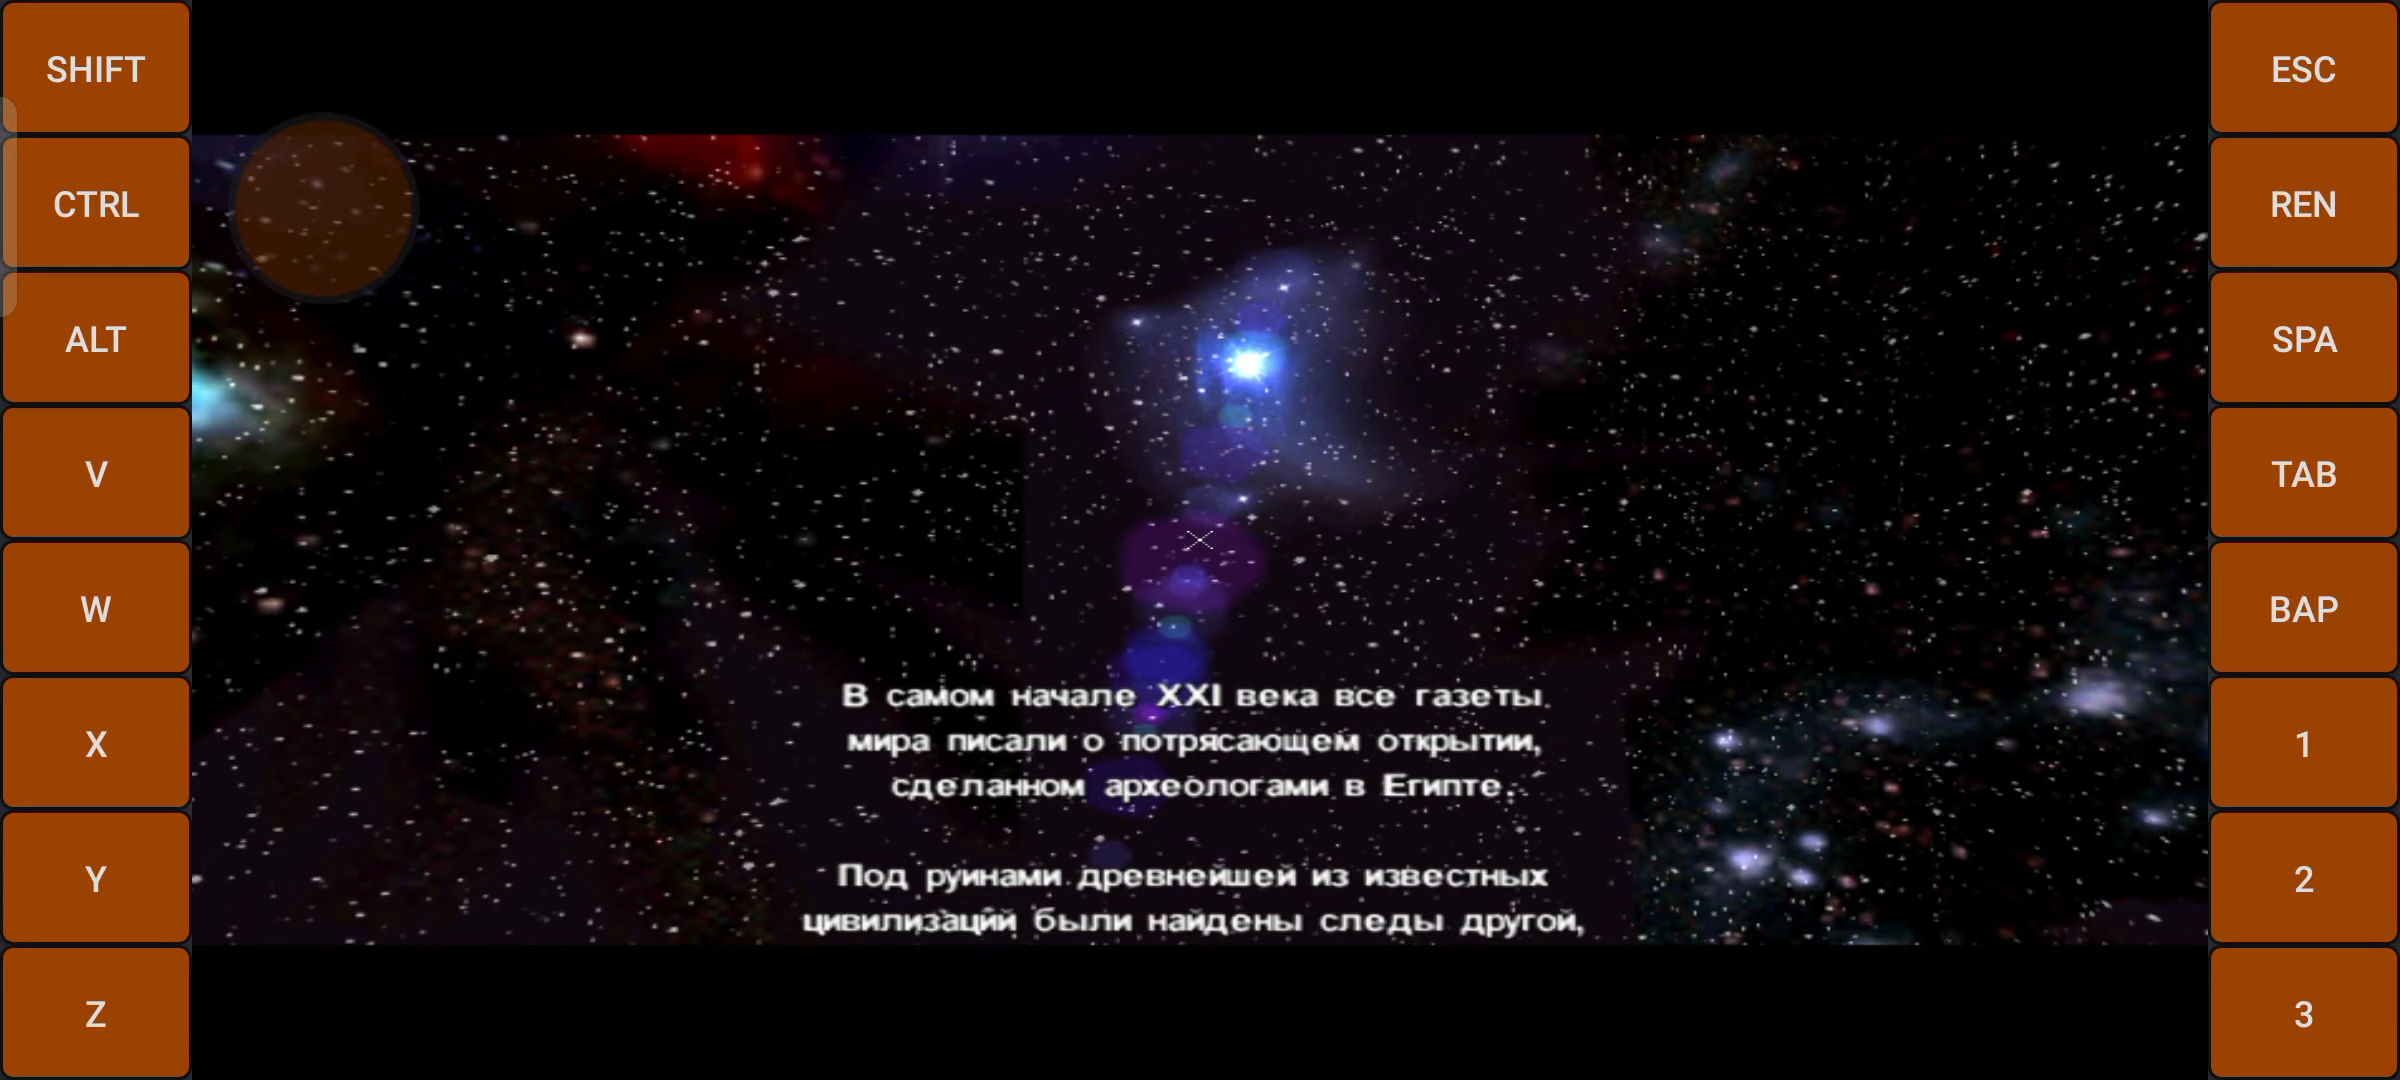 SHIFT
CTRL
ALT
V
W
X
Y
Z
В самом начале XXI века все газеты
мира писали о потрясающем открытии,
сделанном археологами в Египте.
Под руинами древнейшей из известных
цивилизаций были найдены следы другой,
ESC
REN
SPA
TAB
BAP
1
2
3